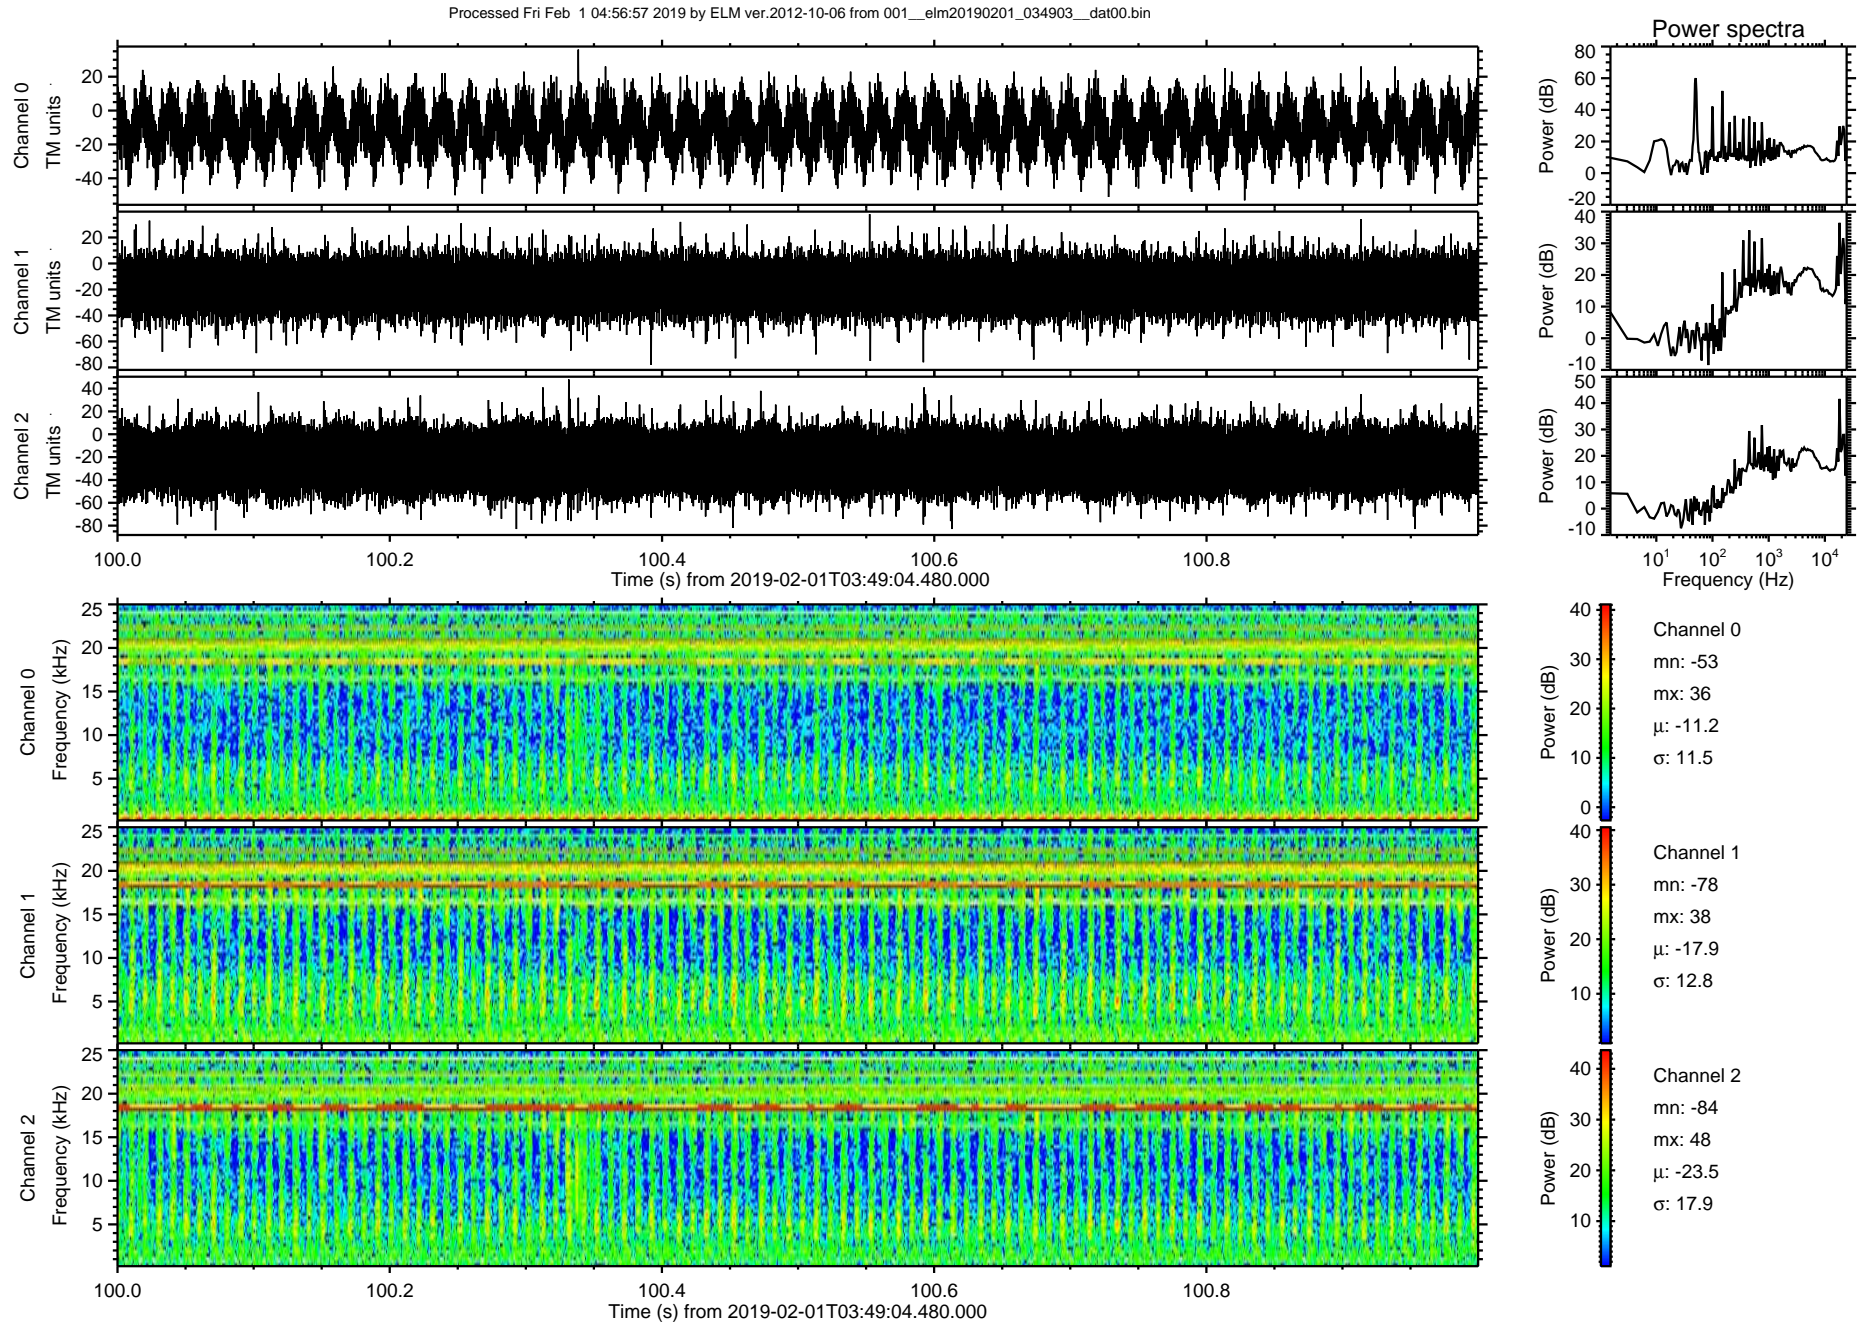 Processed Fri Feb  1 04:56:57 2019 by ELM ver.2012-10-06 from 001__elm20190201_034903__dat00.bin
Power spectra
Channel 0
TM units
20
0
-20
-40
Power (dB)
80
60
40
20
0
-20
Channel 1
TM units
20
0
-20
-40
-60
-80
Power (dB)
40
30
20
10
0
-10
Channel 2
TM units
40
20
0
-20
-40
-60
-80
Power (dB)
50
40
30
20
10
0
-10
100.0 100.2 100.4 100.6 100.8
Time (s) from 2019-02-01T03:49:04.480.000
10^1 10^2 10^3 10^4
Frequency (Hz)
Channel 0
Frequency (kHz)
25
20
15
10
5
Power (dB)
40
30
20
10
0
Channel 0
mn: -53
mx: 36
μ: -11.2
σ: 11.5
Channel 1
Frequency (kHz)
25
20
15
10
5
Power (dB)
40
30
20
10
Channel 1
mn: -78
mx: 38
μ: -17.9
σ: 12.8
Channel 2
Frequency (kHz)
25
20
15
10
5
Power (dB)
40
30
20
10
Channel 2
mn: -84
mx: 48
μ: -23.5
σ: 17.9
100.0 100.2 100.4 100.6 100.8
Time (s) from 2019-02-01T03:49:04.480.000